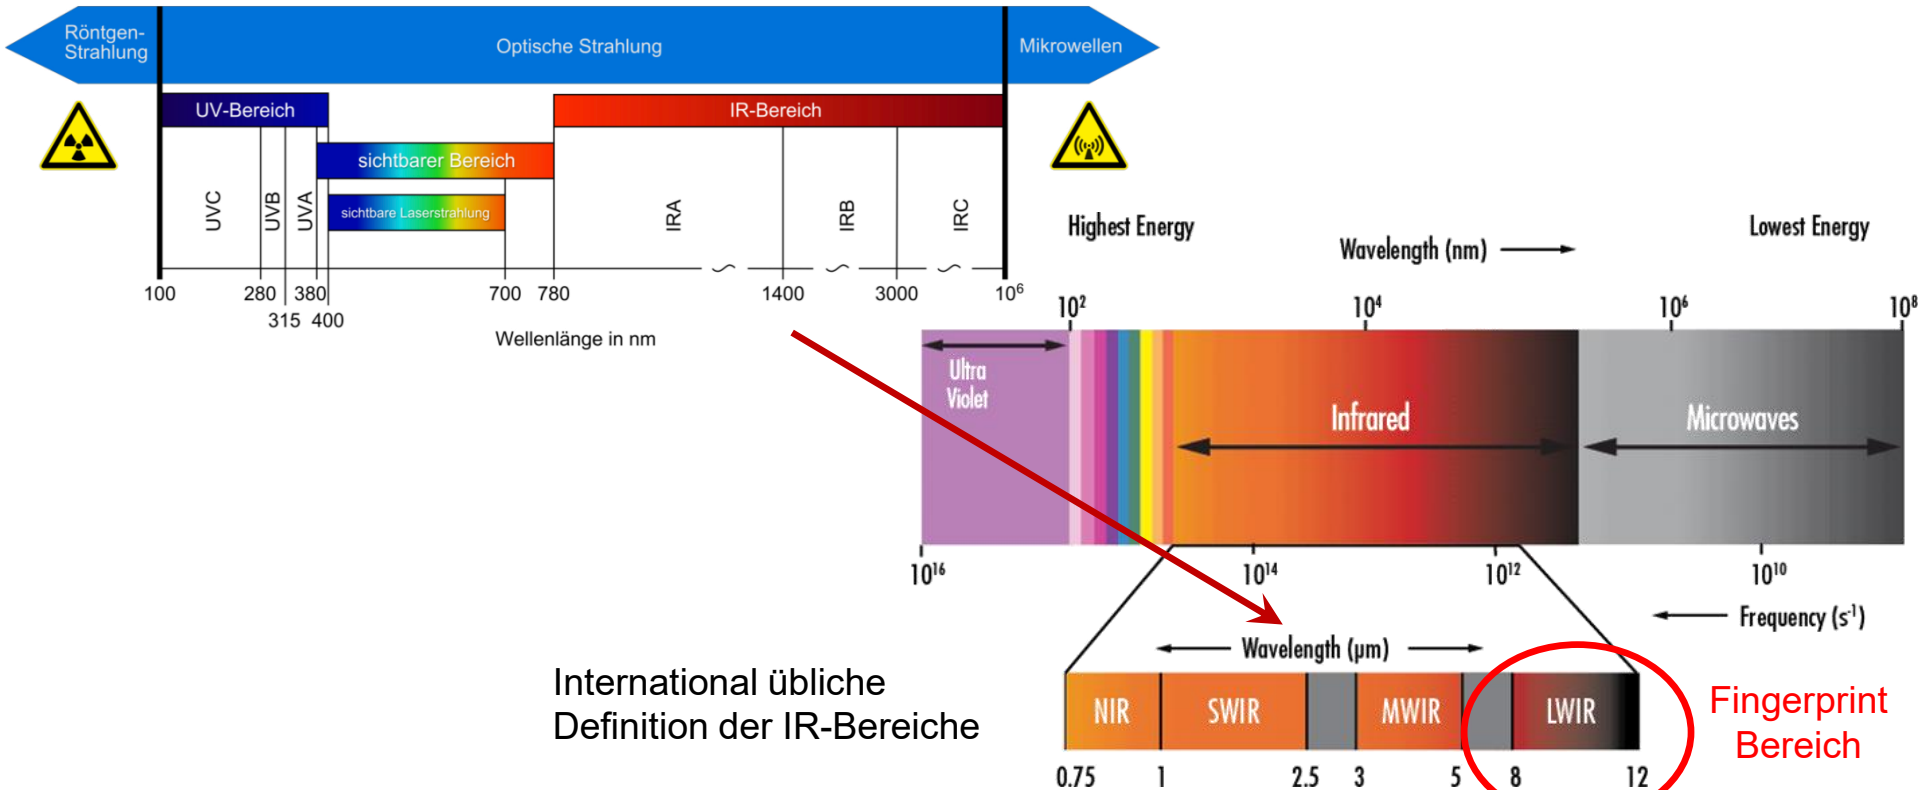 Röntgen-
Strahlung
Optische Strahlung
Mikrowellen
UV-Bereich
IR-Bereich
sichtbarer Bereich
sichtbare Laserstrahlung
UVC
UVB
UVA
IRA
IRB
IRC
100
280
380
700
780
1400
3000
10⁶
315
400
Wellenlänge in nm
Highest Energy
Lowest Energy
Wavelength (nm)
10²
10⁴
10⁶
10⁸
Ultra
Violet
Infrared
Microwaves
10¹⁶
10¹⁴
10¹²
10¹⁰
Frequency (s⁻¹)
Wavelength (µm)
International übliche
Definition der IR-Bereiche
NIR
SWIR
MWIR
LWIR
Fingerprint
Bereich
0.75
1
2.5
3
5
8
12